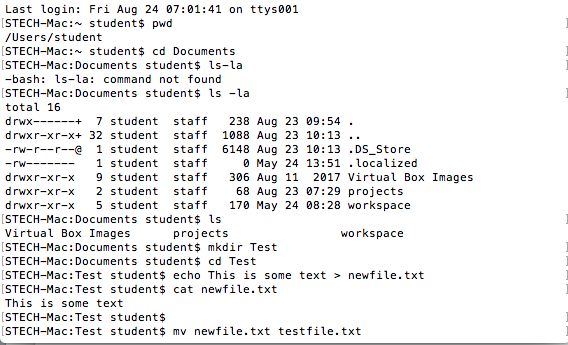 Last login: Fri Aug 24 07:01:41 on ttys001
[STECH-Mac:~ student$ pwd ]
/Users/student
[STECH-Mac:~ student$ cd Documents ]
[STECH-Mac:Documents student$ ls-la ]
-bash: ls-la: command not found
[STECH-Mac:Documents student$ ls -la ]
total 16
drwx------+  7 student  staff   238 Aug 23 09:54 .
drwxr-xr-x+ 32 student  staff  1088 Aug 23 10:13 ..
-rw-r--r--@  1 student  staff  6148 Aug 23 10:13 .DS_Store
-rw-------   1 student  staff     0 May 24 13:51 .localized
drwxr-xr-x   9 student  staff   306 Aug 11  2017 Virtual Box Images
drwxr-xr-x   2 student  staff    68 Aug 23 07:29 projects
drwxr-xr-x   5 student  staff   170 May 24 08:28 workspace
[STECH-Mac:Documents student$ ls ]
Virtual Box Images      projects                workspace
[STECH-Mac:Documents student$ mkdir Test ]
[STECH-Mac:Documents student$ cd Test ]
[STECH-Mac:Test student$ echo This is some text > newfile.txt ]
[STECH-Mac:Test student$ cat newfile.txt ]
This is some text
[STECH-Mac:Test student$ ]
[STECH-Mac:Test student$ mv newfile.txt testfile.txt ]